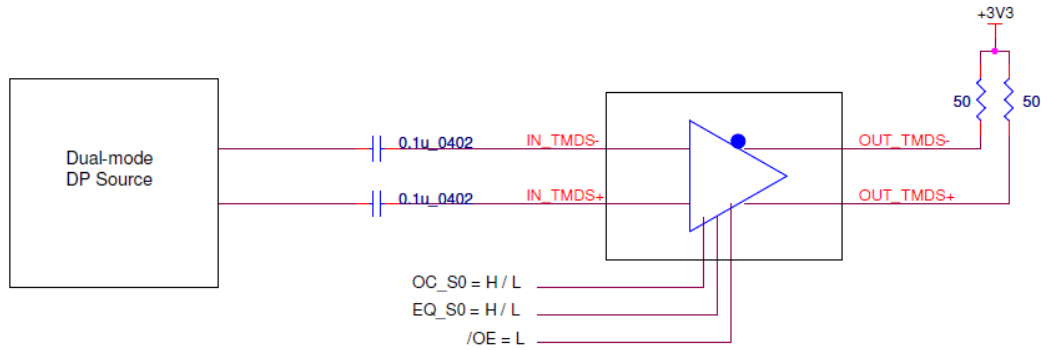 +3V3
50 50
Dual-mode
DP Source
0.1u_0402 IN_TMDS- OUT_TMDS-
0.1u_0402 IN_TMDS+ OUT_TMDS+
OC_S0 = H / L
EQ_S0 = H / L
/OE = L